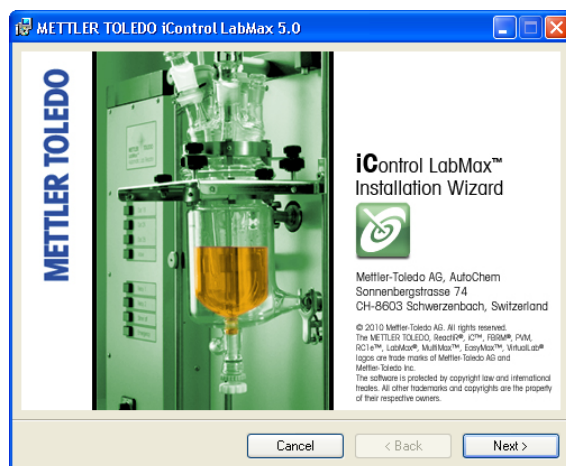 METTLER TOLEDO iControl LabMax 5.0
METTLER TOLEDO
iControl LabMax™
Installation Wizard
Mettler-Toledo AG, AutoChem
Sonnenbergstrasse 74
CH-8603 Schwerzenbach, Switzerland
© 2010 Mettler-Toledo AG. All rights reserved.
The METTLER TOLEDO, ReactIR®, iC™, FBRM®, PVM,
RC1e™, LabMax®, MultiMax™, EasyMax™, VirtualLab®
logos are trade marks of Mettler-Toledo AG and
Mettler-Toledo Inc.
The software is protected by copyright law and international
treaties. All other trademarks and copyrights are the property
of their respective owners.
Cancel
< Back
Next >